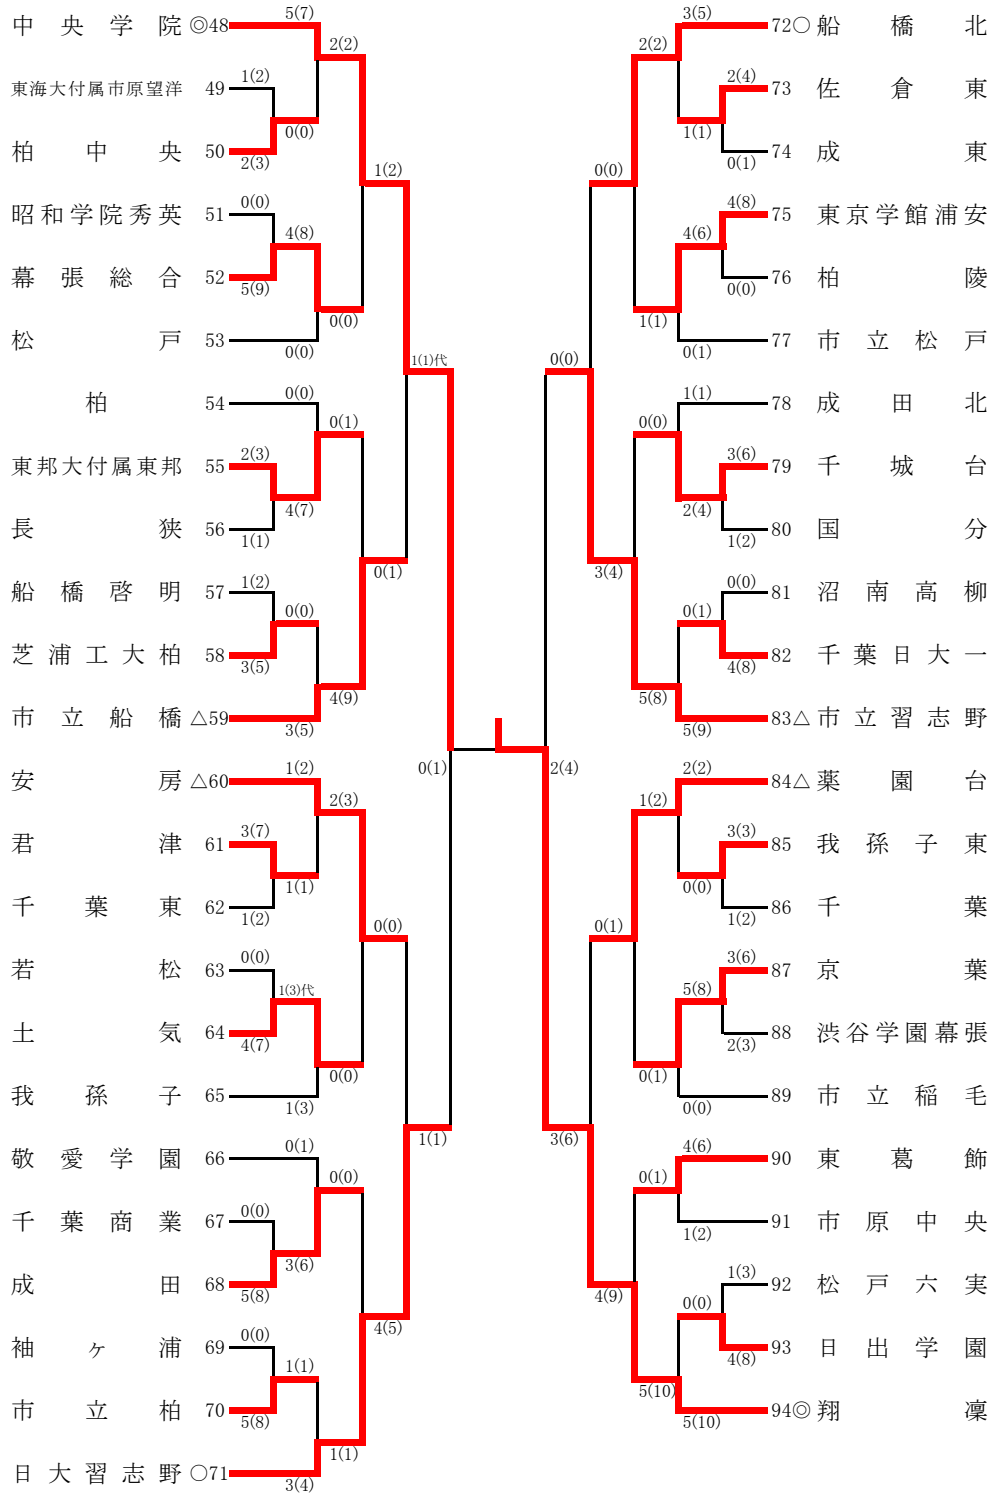 中央学院 ◎48 5(7)
2(2)
東海大付属市原望洋 49 1(2)
0(0)
柏中央 50 2(3)
1(2)
昭和学院秀英 51 0(0)
4(8)
幕張総合 52 5(9)
0(0)
松戸 53 0(0)
1(1)代
柏 54 0(0)
0(1)
東邦大付属東邦 55 2(3)
4(7)
長狭 56 1(1)
0(1)
船橋啓明 57 1(2)
0(0)
芝浦工大柏 58 3(5)
4(9)
市立船橋 △59 3(5)
0(1)
安房 △60 1(2)
2(3)
君津 61 3(7)
1(1)
千葉東 62 1(2)
0(0)
若松 63 0(0)
1(3)代
土気 64 4(7)
0(0)
我孫子 65 1(3)
1(1)
敬愛学園 66 0(1)
0(0)
千葉商業 67 0(0)
3(6)
成田 68 5(8)
4(5)
袖ヶ浦 69 0(0)
1(1)
市立柏 70 5(8)
1(1)
日大習志野 ○71 3(4)
3(5) 72○ 船橋北
2(2)
2(4) 73 佐倉東
1(1)
0(1) 74 成東
0(0)
4(8) 75 東京学館浦安
4(6)
0(0) 76 柏陵
1(1)
0(1) 77 市立松戸
0(0)
1(1) 78 成田北
0(0)
3(6) 79 千城台
2(4)
1(2) 80 国分
3(4)
0(0) 81 沼南高柳
0(1)
4(8) 82 千葉日大一
5(8)
5(9) 83△ 市立習志野
2(4)
2(2) 84△ 薬園台
1(2)
3(3) 85 我孫子東
0(0)
1(2) 86 千葉
0(1)
3(6) 87 京葉
5(8)
2(3) 88 渋谷学園幕張
0(1)
0(0) 89 市立稲毛
3(6)
4(6) 90 東葛飾
0(1)
1(2) 91 市原中央
4(9)
1(3) 92 松戸六実
0(0)
4(8) 93 日出学園
5(10)
5(10) 94◎ 翔凜